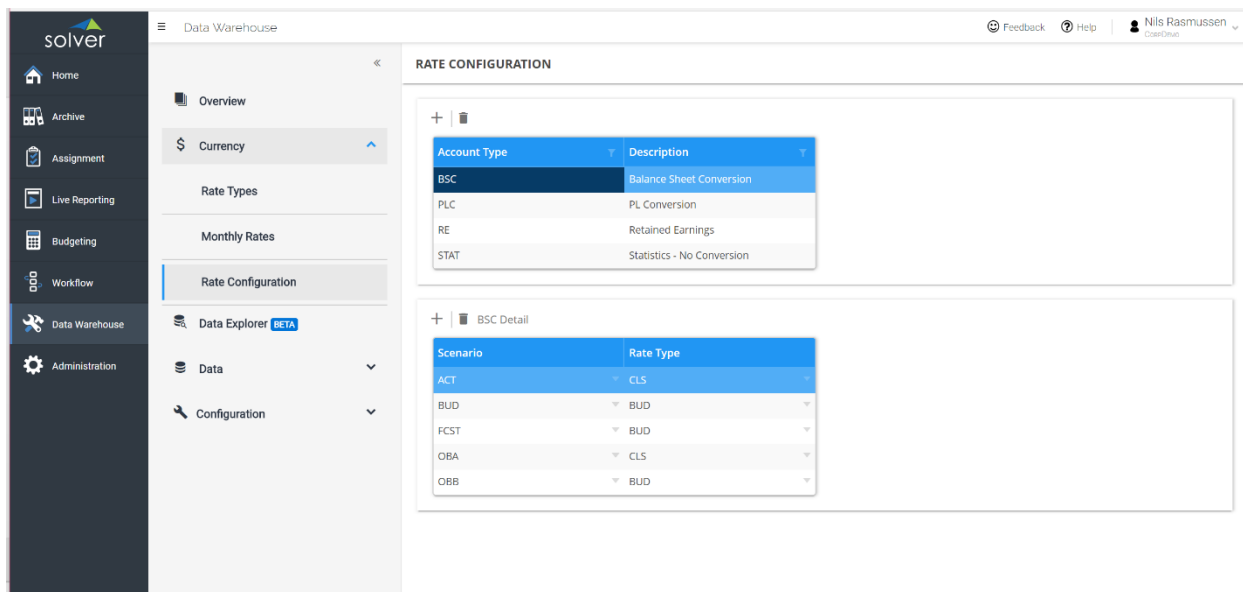 solver
Data Warehouse
Feedback
Help
Nils Rasmussen
Home
Archive
Assignment
Live Reporting
Budgeting
Workflow
Data Warehouse
Administration
Overview
Currency
Rate Types
Monthly Rates
Rate Configuration
Data Explorer BETA
Data
Configuration
RATE CONFIGURATION
Account Type Description
BSC Balance Sheet Conversion
PLC PL Conversion
RE Retained Earnings
STAT Statistics - No Conversion
BSC Detail
Scenario Rate Type
ACT CLS
BUD BUD
FCST BUD
OBA CLS
OBB BUD